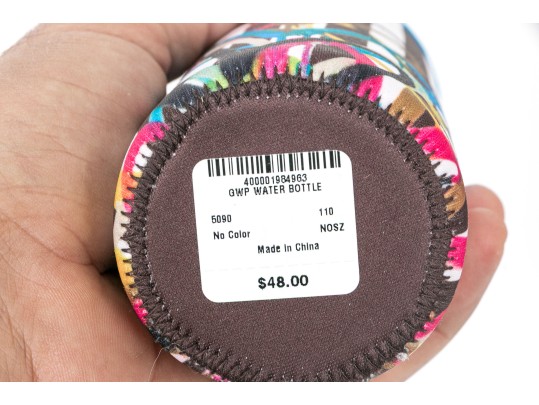 400001984963
GWP WATER BOTTLE
5090 110
No Color NOSZ
Made in China
$48.00